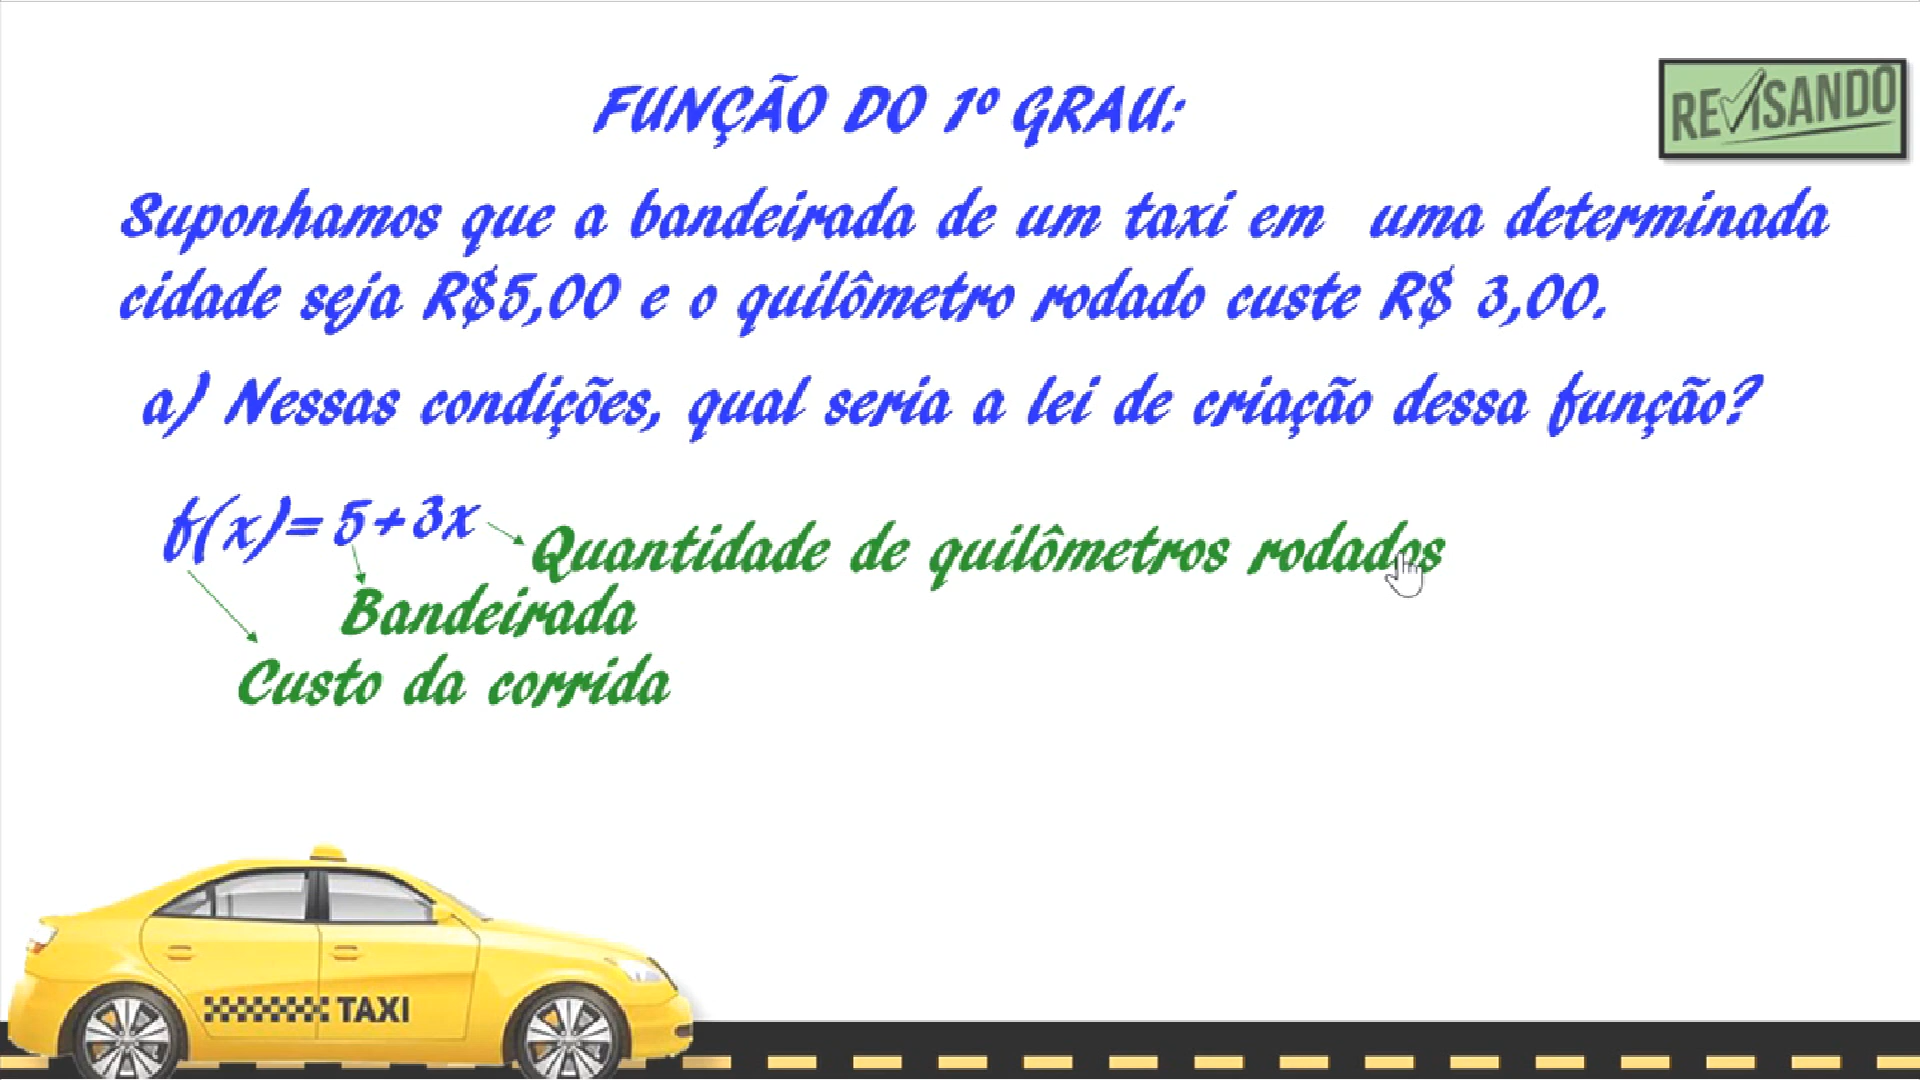 FUNÇÃO DO 1º GRAU:
REVISANDO
Suponhamos que a bandeirada de um taxi em uma determinada
cidade seja R$5,00 e o quilômetro rodado custe R$ 3,00.
a) Nessas condições, qual seria a lei de criação dessa função?
f(x)= 5+3x
Quantidade de quilômetros rodados
Bandeirada
Custo da corrida
TAXI